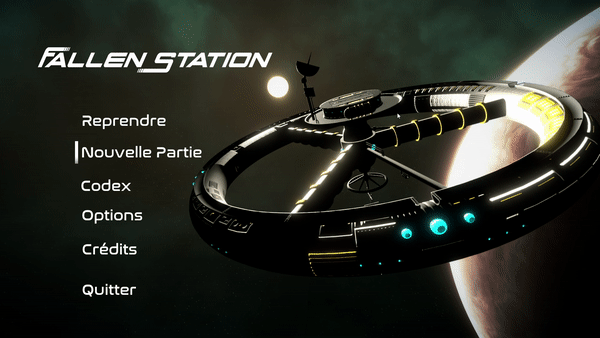 Fallen Station
Reprendre
Nouvelle Partie
Codex
Options
Crédits
Quitter